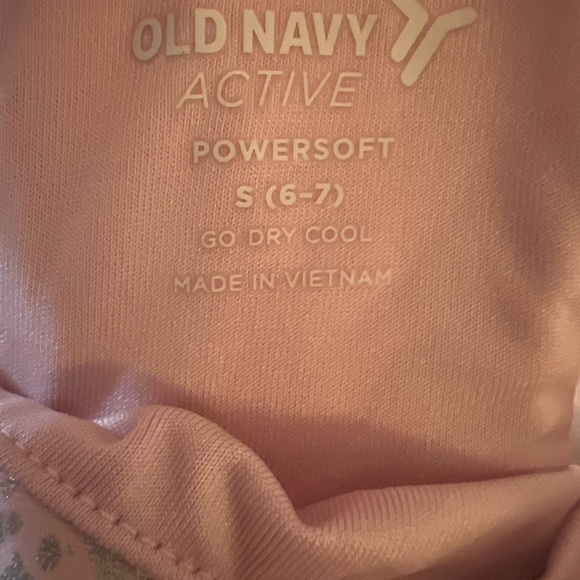 OLD NAVY
ACTIVE
POWERSOFT
S (6-7)
GO DRY COOL
MADE IN VIETNAM